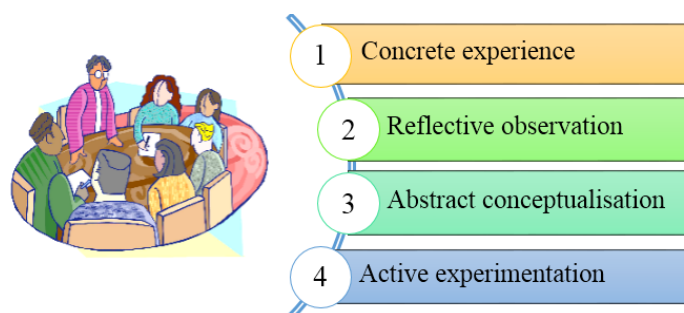 1 Concrete experience
2 Reflective observation
3 Abstract conceptualisation
4 Active experimentation